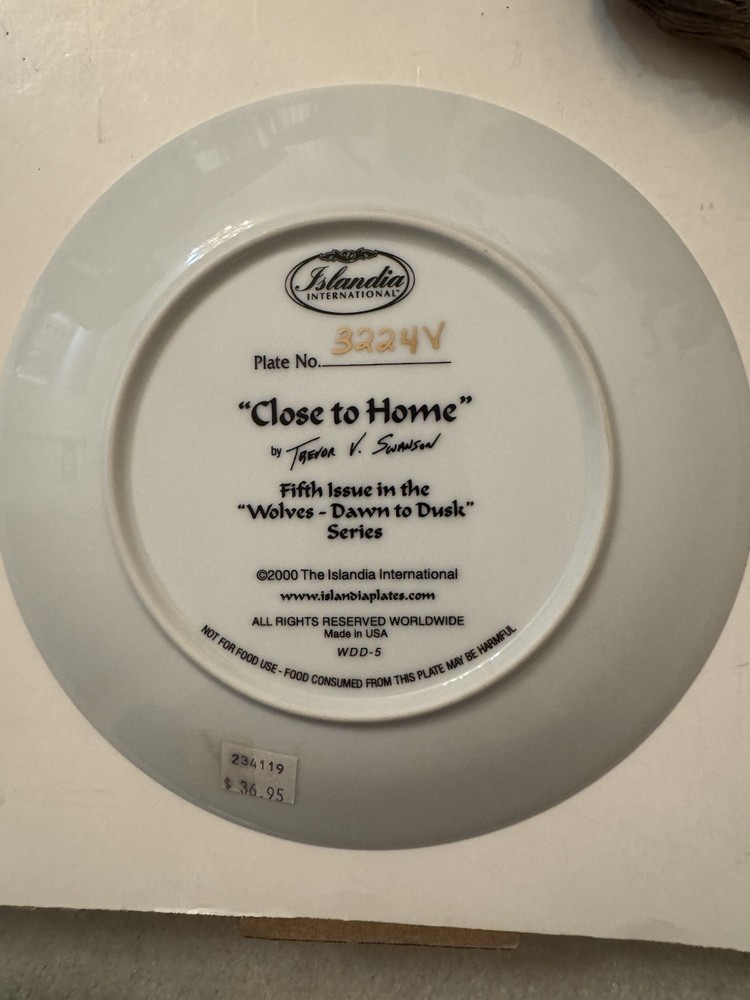 Islandia
INTERNATIONAL™
Plate No. 3224V
“Close to Home”
by Trevor V. Swanson
Fifth Issue in the
“Wolves - Dawn to Dusk”
Series
©2000 The Islandia International
www.islandiaplates.com
ALL RIGHTS RESERVED WORLDWIDE
Made in USA
WDD-5
NOT FOR FOOD USE - FOOD CONSUMED FROM THIS PLATE MAY BE HARMFUL
234119
$ 36.95